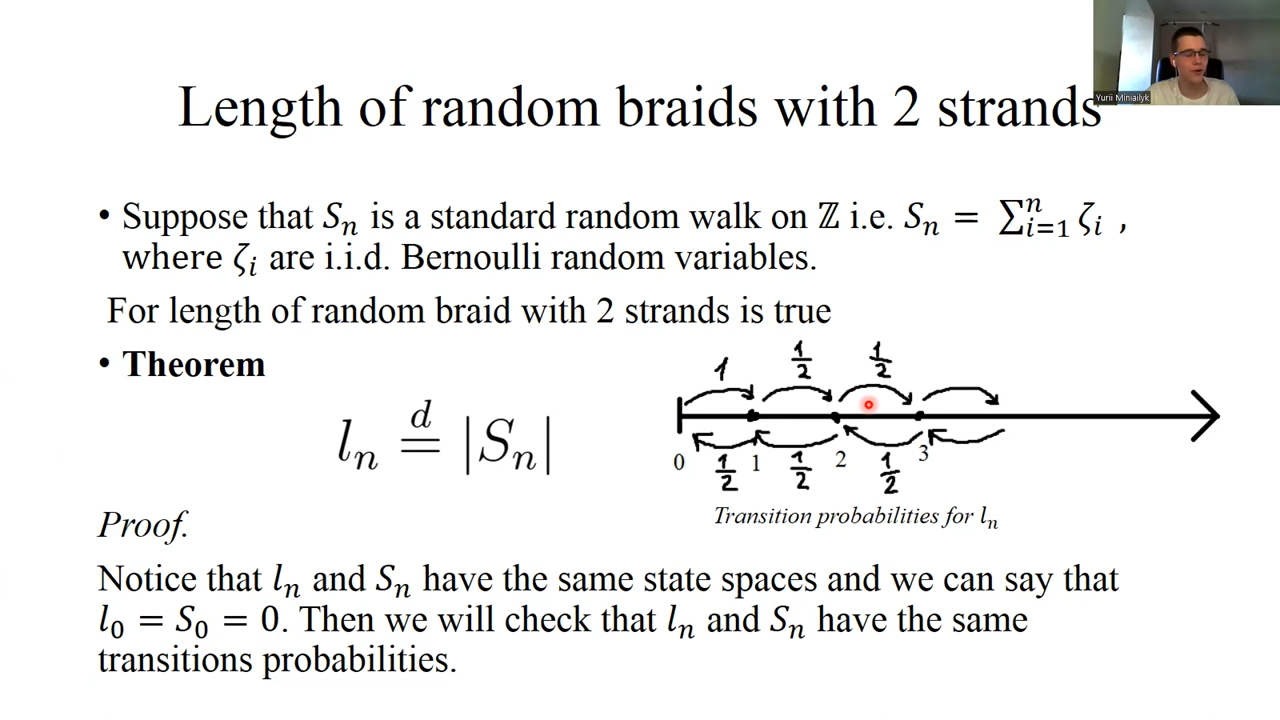 Yurii Miniailyk
Length of random braids with 2 strands
• Suppose that Sₙ is a standard random walk on ℤ i.e. Sₙ = ∑ⁿᵢ₌₁ ζᵢ ,
where ζᵢ are i.i.d. Bernoulli random variables.
For length of random braid with 2 strands is true
• Theorem
lₙ d= |Sₙ|
1 1/2 1/2
0 1/2 1 1/2 2 1/2 3
Transition probabilities for lₙ
Proof.
Notice that lₙ and Sₙ have the same state spaces and we can say that
l₀ = S₀ = 0. Then we will check that lₙ and Sₙ have the same
transitions probabilities.